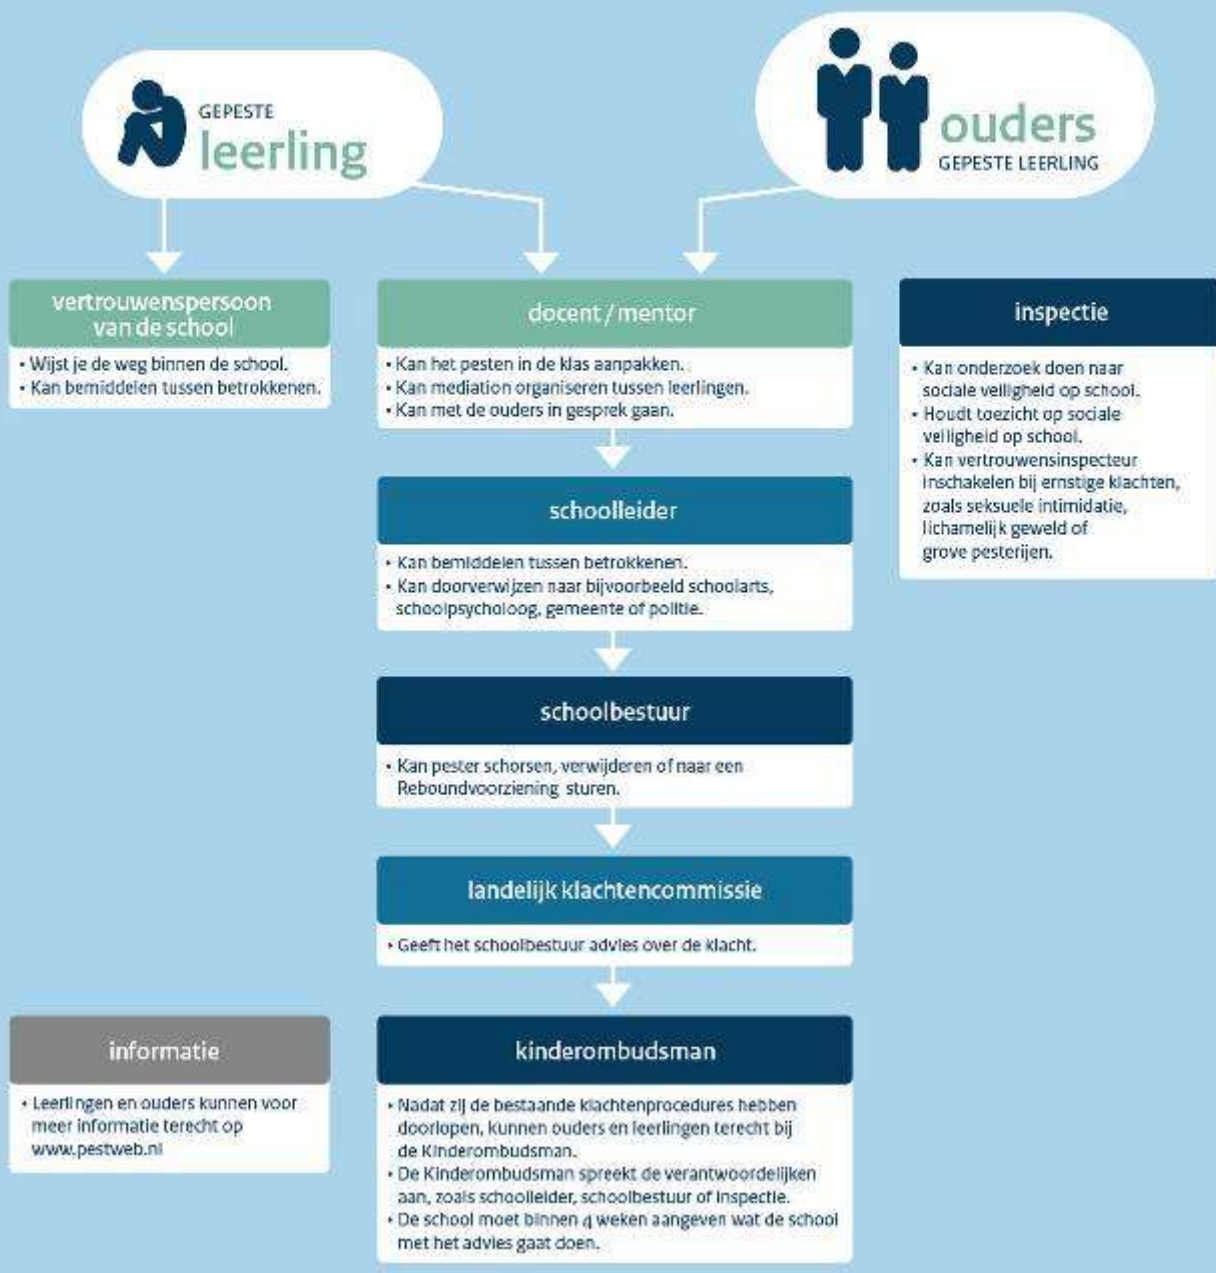 GEPESTE
leerling
ouders
GEPESTE LEERLING
vertrouwenspersoon
van de school
• Wijst je de weg binnen de school.
• Kan bemiddelen tussen betrokkenen.
docent / mentor
• Kan het pesten in de klas aanpakken.
• Kan mediation organiseren tussen leerlingen.
• Kan met de ouders in gesprek gaan.
inspectie
• Kan onderzoek doen naar
sociale veiligheid op school.
• Houdt toezicht op sociale
veiligheid op school.
• Kan vertrouwensinspecteur
inschakelen bij ernstige klachten,
zoals seksuele intimidatie,
lichamelijk geweld of
grove pesterijen.
schoolleider
• Kan bemiddelen tussen betrokkenen.
• Kan doorverwijzen naar bijvoorbeeld schoolarts,
schoolpsycholoog, gemeente of politie.
schoolbestuur
• Kan pester schorsen, verwijderen of naar een
Reboundvoorziening sturen.
landelijk klachtencommissie
• Geeft het schoolbestuur advies over de klacht.
informatie
• Leerlingen en ouders kunnen voor
meer informatie terecht op
www.pestweb.nl
kinderombudsman
• Nadat zij de bestaande klachtenprocedures hebben
doorlopen, kunnen ouders en leerlingen terecht bij
de Kinderombudsman.
• De Kinderombudsman spreekt de verantwoordelijken
aan, zoals schoolleider, schoolbestuur of inspectie.
• De school moet binnen 4 weken aangeven wat de school
met het advies gaat doen.